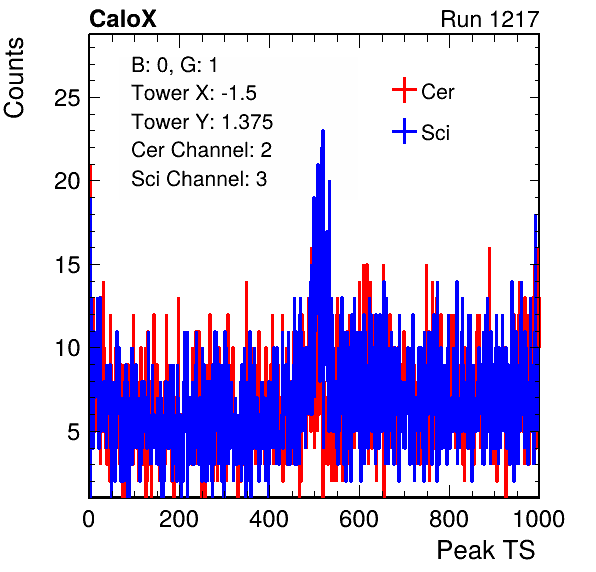 CaloX Run 1217
Counts
B: 0, G: 1
Tower X: -1.5
Tower Y: 1.375
Cer Channel: 2
Sci Channel: 3
Cer
Sci
25
20
15
10
5
0 200 400 600 800 1000
Peak TS